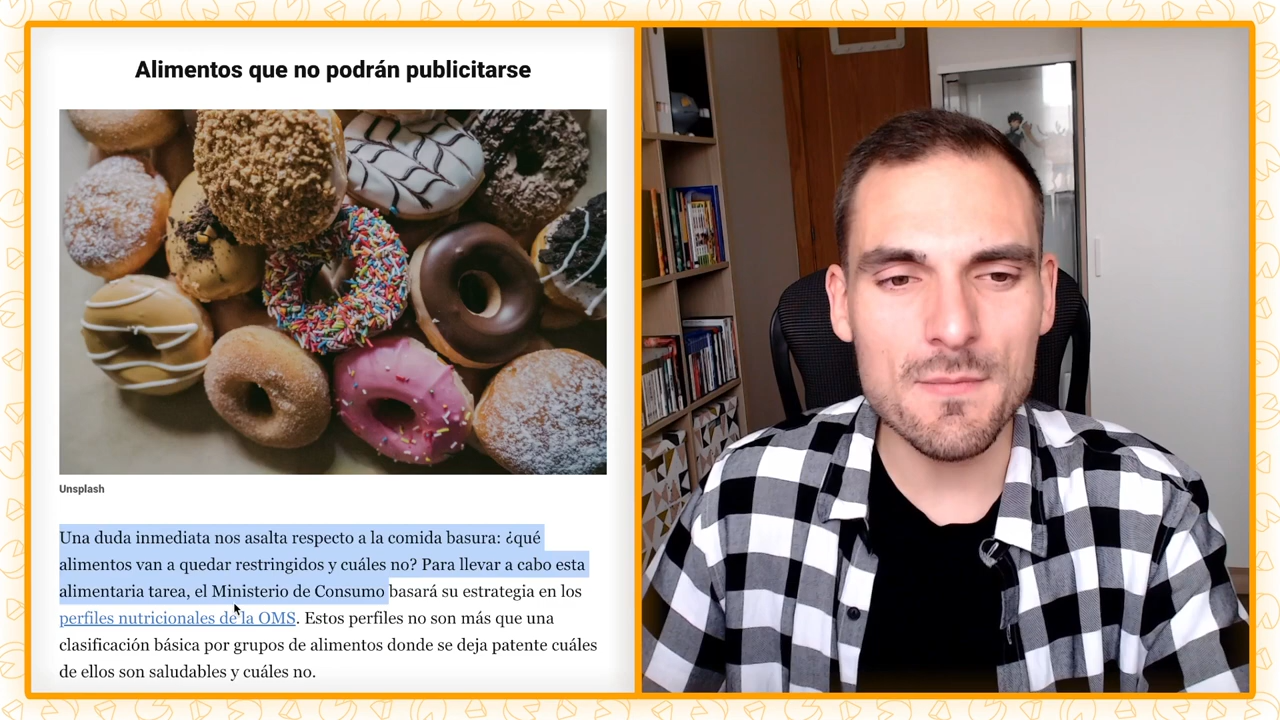 Alimentos que no podrán publicitarse
Unsplash
Una duda inmediata nos asalta respecto a la comida basura: ¿qué
alimentos van a quedar restringidos y cuáles no? Para llevar a cabo esta
alimentaria tarea, el Ministerio de Consumo basará su estrategia en los
perfiles nutricionales de la OMS. Estos perfiles no son más que una
clasificación básica por grupos de alimentos donde se deja patente cuáles
de ellos son saludables y cuáles no.